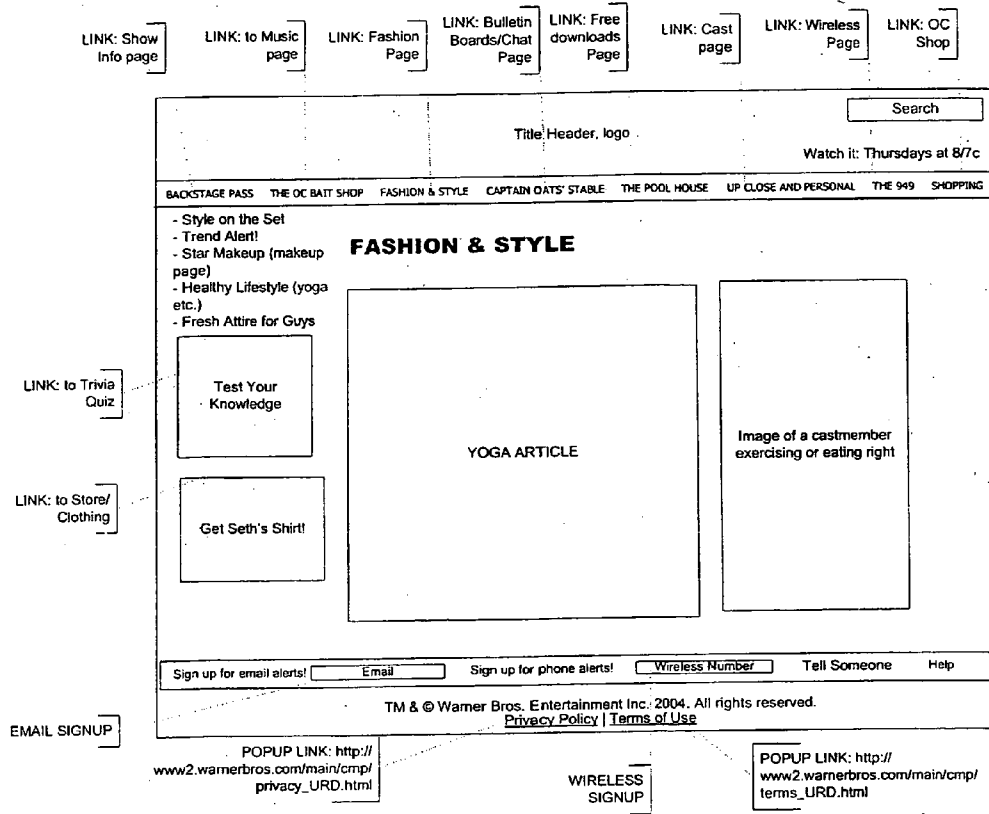 LINK: Show
Info page
LINK: to Music
page
LINK: Fashion
Page
LINK: Bulletin
Boards/Chat
Page
LINK: Free
downloads
Page
LINK: Cast
page
LINK: Wireless
Page
LINK: OC
Shop
Search
Title Header, logo
Watch it: Thursdays at 8/7c
BACKSTAGE PASS THE OC BAIT SHOP FASHION & STYLE CAPTAIN OATS' STABLE THE POOL HOUSE UP CLOSE AND PERSONAL THE 949 SHOPPING
- Style on the Set
- Trend Alert!
- Star Makeup (makeup
page)
- Healthy Lifestyle (yoga
etc.)
- Fresh Attire for Guys
FASHION & STYLE
LINK: to Trivia
Quiz
Test Your
Knowledge
YOGA ARTICLE
Image of a castmember
exercising or eating right
LINK: to Store/
Clothing
Get Seth's Shirt!
Sign up for email alerts! Email Sign up for phone alerts! Wireless Number Tell Someone Help
TM & © Warner Bros. Entertainment Inc. 2004. All rights reserved.
Privacy Policy | Terms of Use
EMAIL SIGNUP
POPUP LINK: http://
www2.warnerbros.com/main/cmp/
privacy_URD.html
WIRELESS
SIGNUP
POPUP LINK: http://
www2.warnerbros.com/main/cmp/
terms_URD.html